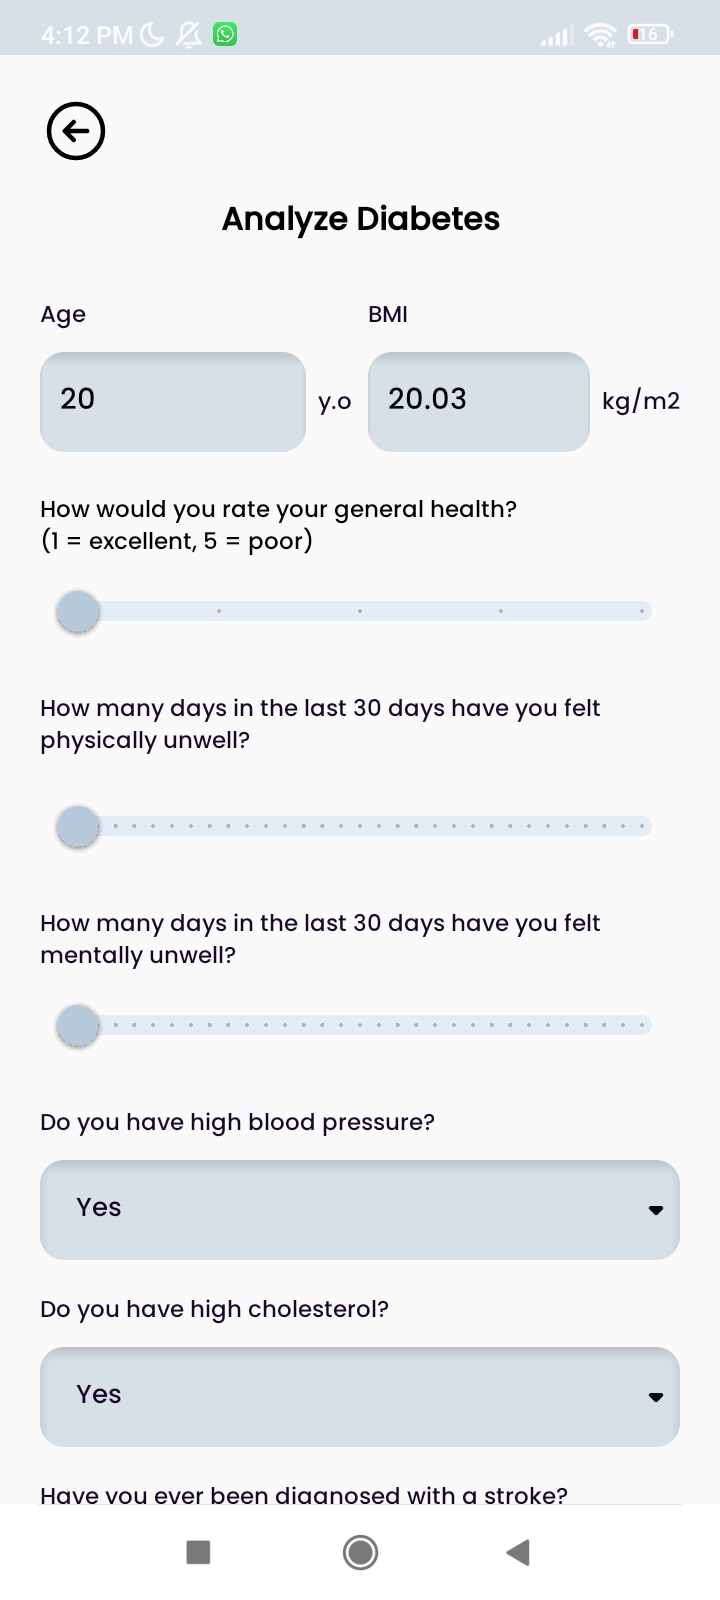 4:12 PM
6
Analyze Diabetes
Age BMI
20 y.o 20.03 kg/m2
How would you rate your general health?
(1 = excellent, 5 = poor)
How many days in the last 30 days have you felt
physically unwell?
How many days in the last 30 days have you felt
mentally unwell?
Do you have high blood pressure?
Yes
Do you have high cholesterol?
Yes
Have you ever been diagnosed with a stroke?